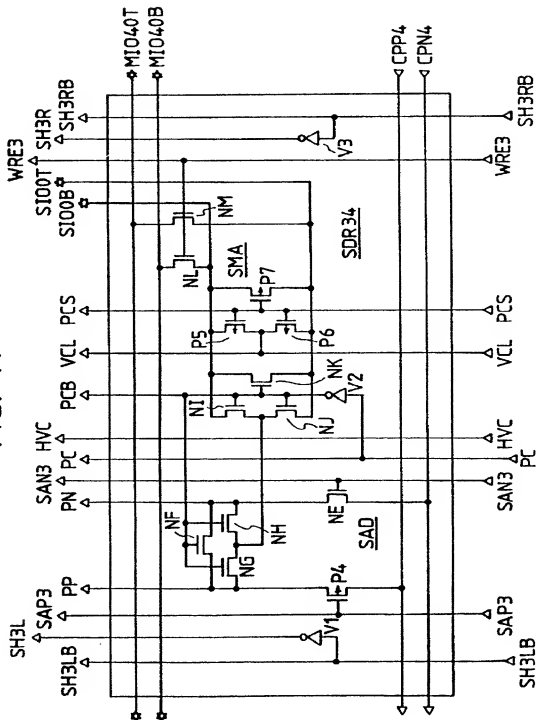 SH3L
WRE3
SH3LB
SAP3
PP
PN
SAN3
PC
HVC
PCB
VCL
PCS
SIO0B
SIO0T
SH3R
SH3RB
MIO40T
MIO40B
NF
NG
NH
NI
NJ
NK
NL
NM
SMA
P5
P6
P7
V1
P4
NE
SAD
V2
SDR34
V3
CPP4
CPN4
SH3LB
SAP3
SAN3
PC
HVC
VCL
PCS
WRE3
SH3RB